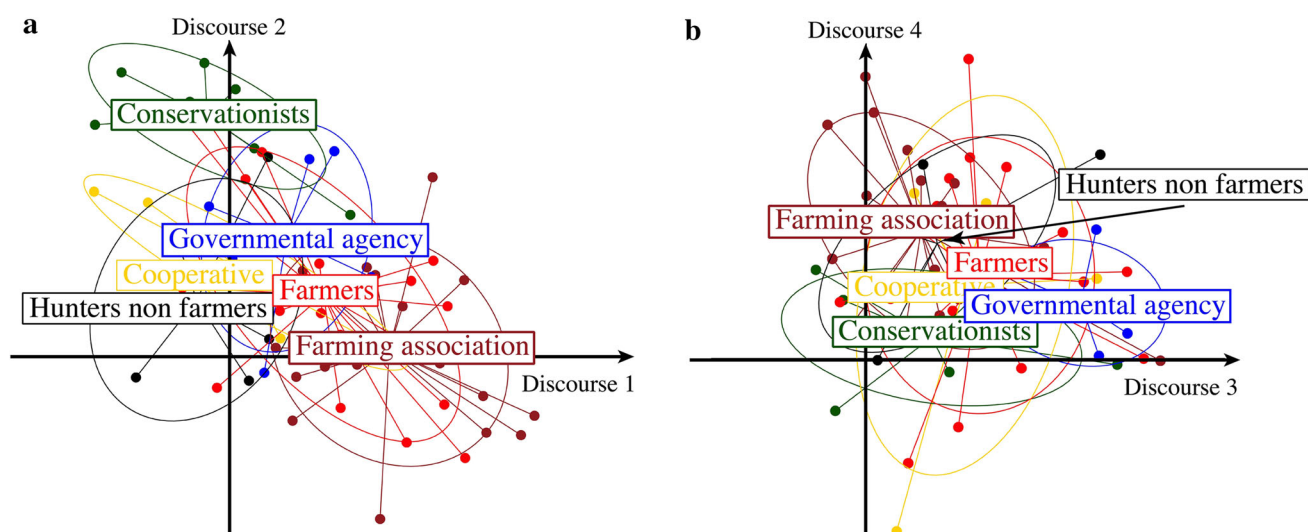 a
Discourse 2
Conservationists
Governmental agency
Cooperative
Farmers
Hunters non farmers
Farming association
Discourse 1
b
Discourse 4
Hunters non farmers
Farming association
Farmers
Cooperative
Governmental agency
Conservationists
Discourse 3